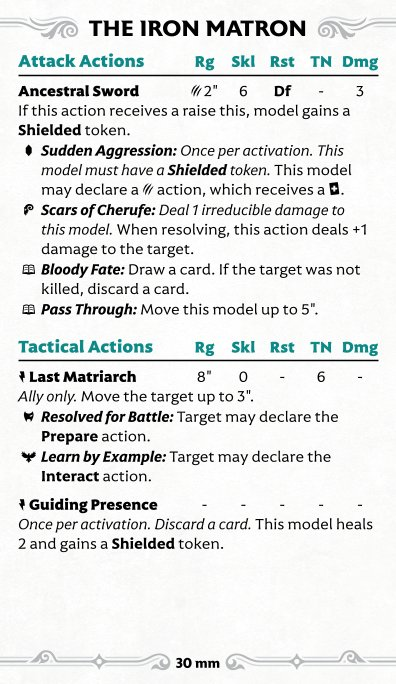 THE IRON MATRON
Attack Actions Rg Skl Rst TN Dmg
Ancestral Sword 2" 6 Df - 3
If this action receives a raise this, model gains a
Shielded token.
Sudden Aggression: Once per activation. This
model must have a Shielded token. This model
may declare a action, which receives a .
Scars of Cherufe: Deal 1 irreducible damage to
this model. When resolving, this action deals +1
damage to the target.
Bloody Fate: Draw a card. If the target was not
killed, discard a card.
Pass Through: Move this model up to 5".
Tactical Actions Rg Skl Rst TN Dmg
Last Matriarch 8" 0 - 6 -
Ally only. Move the target up to 3".
Resolved for Battle: Target may declare the
Prepare action.
Learn by Example: Target may declare the
Interact action.
Guiding Presence - - - - -
Once per activation. Discard a card. This model heals
2 and gains a Shielded token.
30 mm